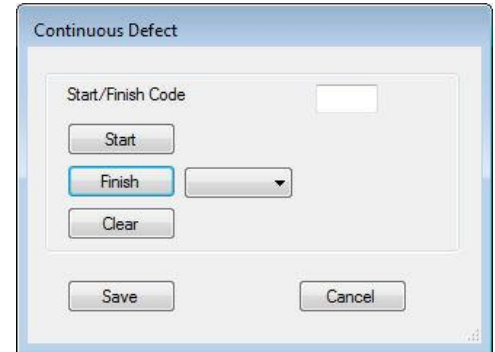 Continuous Defect
Start/Finish Code
Start
Finish
Clear
Save Cancel